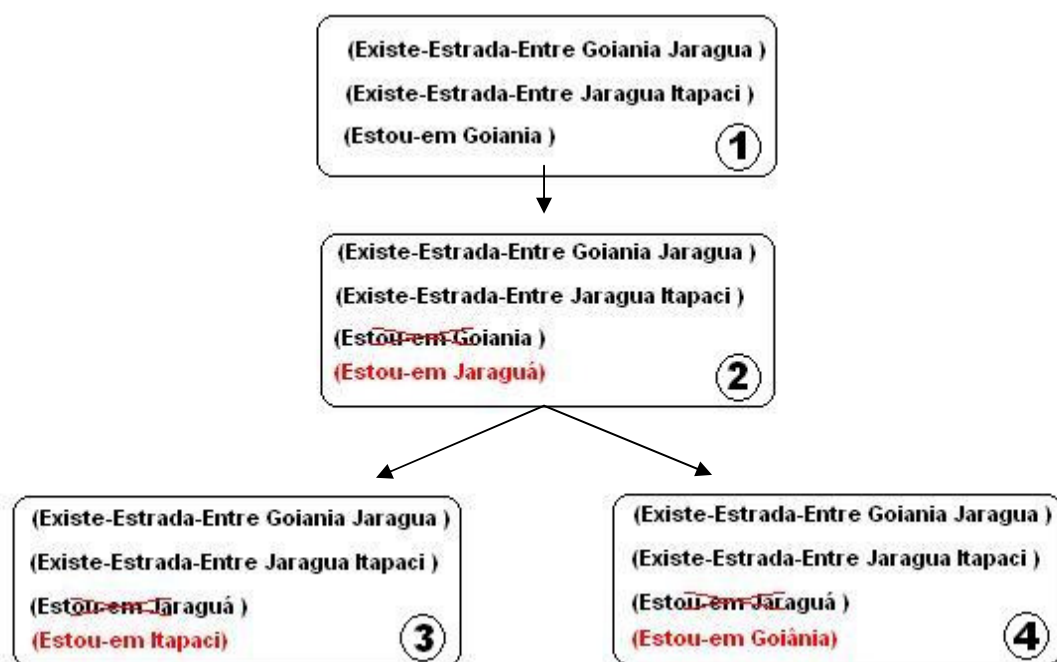 (Existe-Estrada-Entre Goiania Jaragua )
(Existe-Estrada-Entre Jaragua Itapaci )
(Estou-em Goiania )
1
(Existe-Estrada-Entre Goiania Jaragua )
(Existe-Estrada-Entre Jaragua Itapaci )
(Estou-em Goiania )
(Estou-em Jaraguá)
2
(Existe-Estrada-Entre Goiania Jaragua )
(Existe-Estrada-Entre Jaragua Itapaci )
(Estou-em Jaraguá )
(Estou-em Itapaci)
3
(Existe-Estrada-Entre Goiania Jaragua )
(Existe-Estrada-Entre Jaragua Itapaci )
(Estou-em Jaraguá )
(Estou-em Goiânia)
4